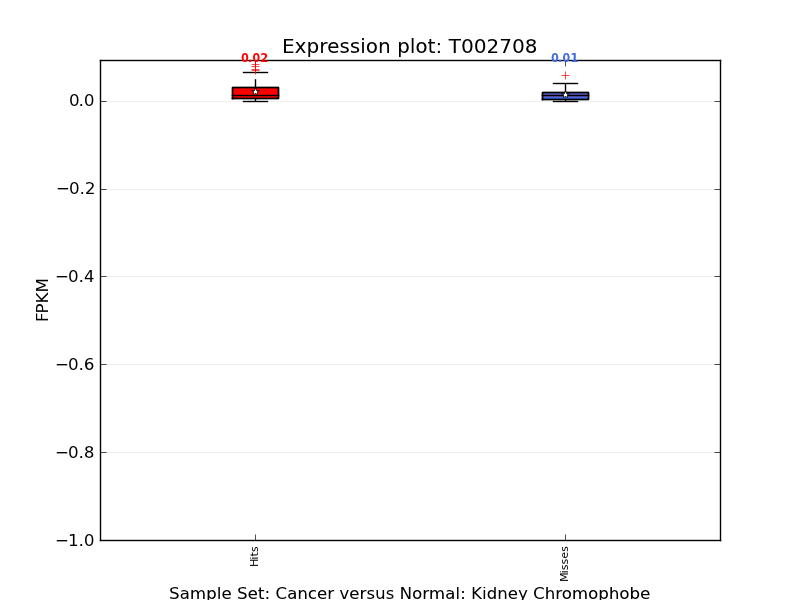 Expression plot: T002708
0.02
0.01
0.0
−0.2
−0.4
−0.6
−0.8
−1.0
FPKM
Hits
Misses
Sample Set: Cancer versus Normal: Kidney Chromophobe